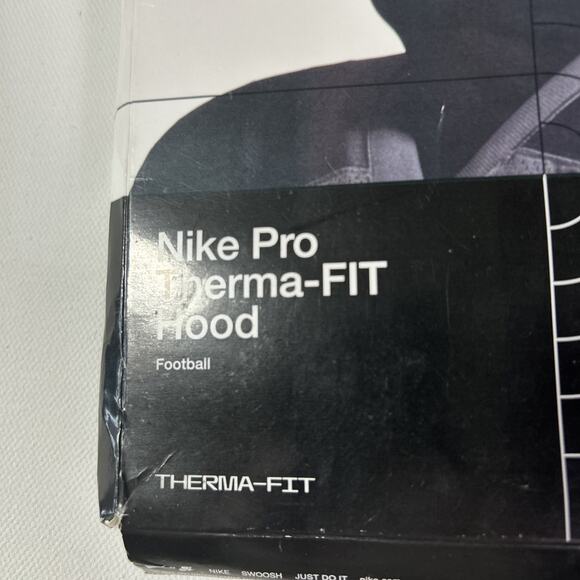 Nike Pro
Therma-FIT
Hood
Football
THERMA-FIT
NIKE SWOOSH JUST DO IT